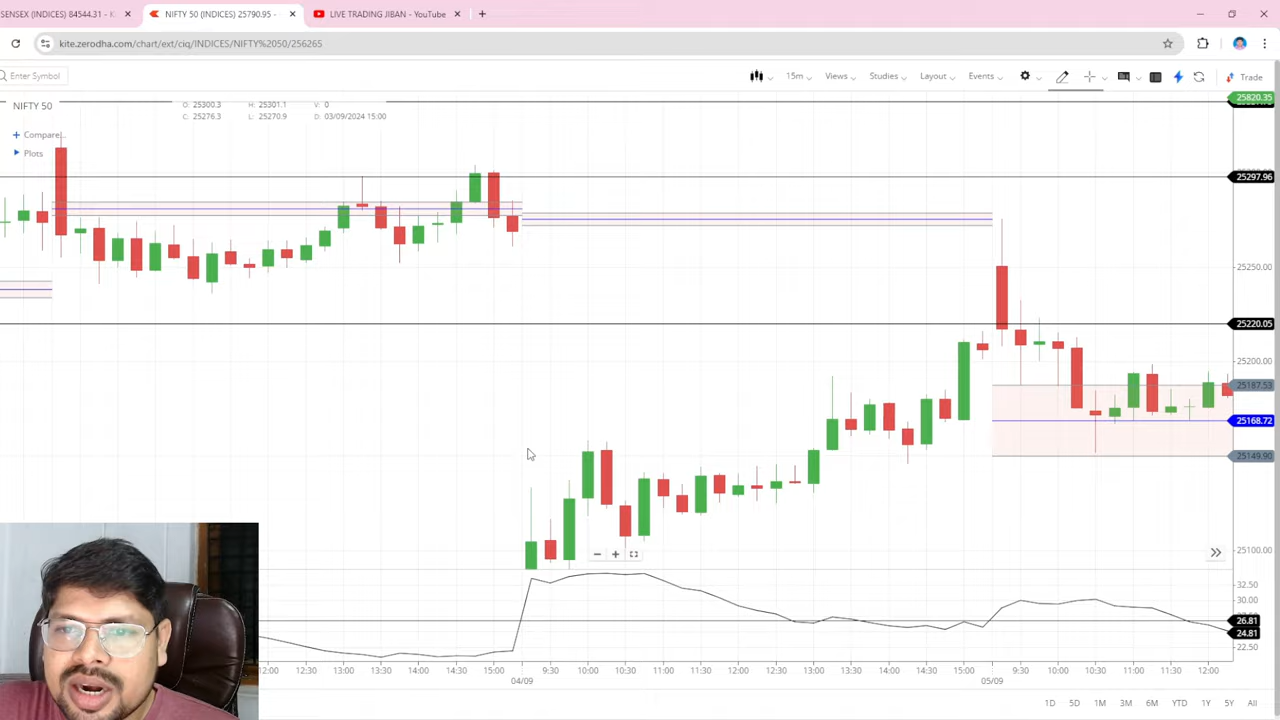 SENSEX (INDICES) 84544.31 - K
NIFTY 50 (INDICES) 25790.95 -
LIVE TRADING JIBAN - YouTube
kite.zerodha.com/chart/ext/ciq/INDICES/NIFTY%2050/256265
Enter Symbol
15m
Views
Studies
Layout
Events
Trade
NIFTY 50
O: 25300.3 H: 25301.1 V: 0
C: 25276.3 L: 25270.9 D: 03/09/2024 15:00
+ Compare...
Plots
25820.35
25297.96
25250.00
25220.05
25200.00
25187.53
25168.72
25149.90
25100.00
32.50
30.00
26.81
24.81
22.50
12:00 12:30 13:00 13:30 14:00 14:30 15:00 9:30 10:00 10:30 11:00 11:30 12:00 12:30 13:00 13:30 14:00 14:30 15:00 9:30 10:00 10:30 11:00 11:30 12:00
04/09 05/09
1D 5D 1M 3M 6M YTD 1Y 5Y All